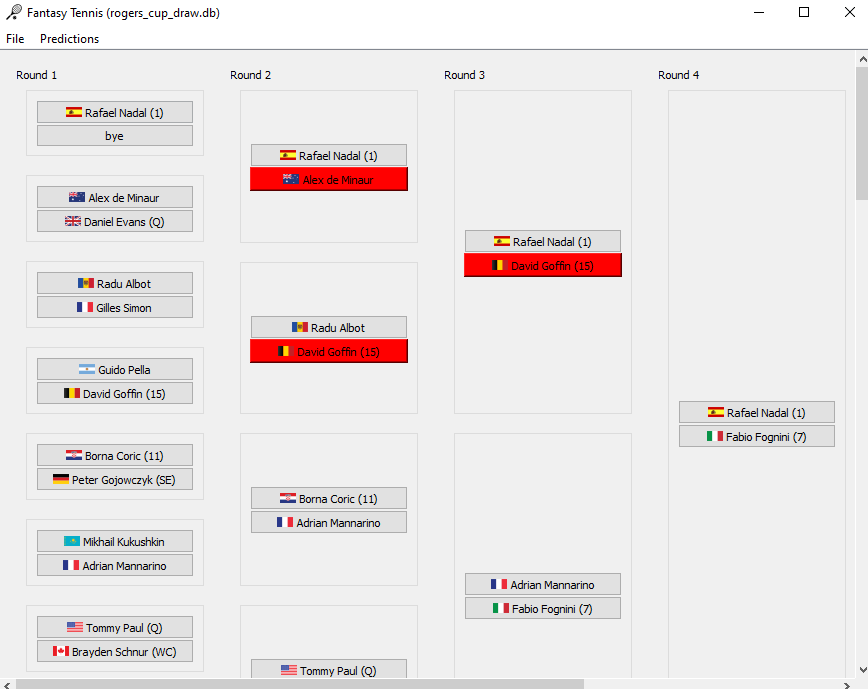 Fantasy Tennis (rogers_cup_draw.db)
File Predictions
Round 1
Rafael Nadal (1)
bye
Alex de Minaur
Daniel Evans (Q)
Radu Albot
Gilles Simon
Guido Pella
David Goffin (15)
Borna Coric (11)
Peter Gojowczyk (SE)
Mikhail Kukushkin
Adrian Mannarino
Tommy Paul (Q)
Brayden Schnur (WC)
Round 2
Rafael Nadal (1)
Alex de Minaur
Radu Albot
David Goffin (15)
Borna Coric (11)
Adrian Mannarino
Tommy Paul (Q)
Round 3
Rafael Nadal (1)
David Goffin (15)
Adrian Mannarino
Fabio Fognini (7)
Round 4
Rafael Nadal (1)
Fabio Fognini (7)